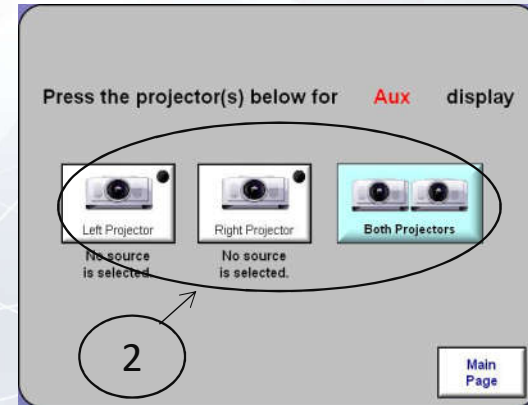 Press the projector(s) below for Aux display
Left Projector
Right Projector
Both Projectors
No source
is selected.
No source
is selected.
2
Main
Page